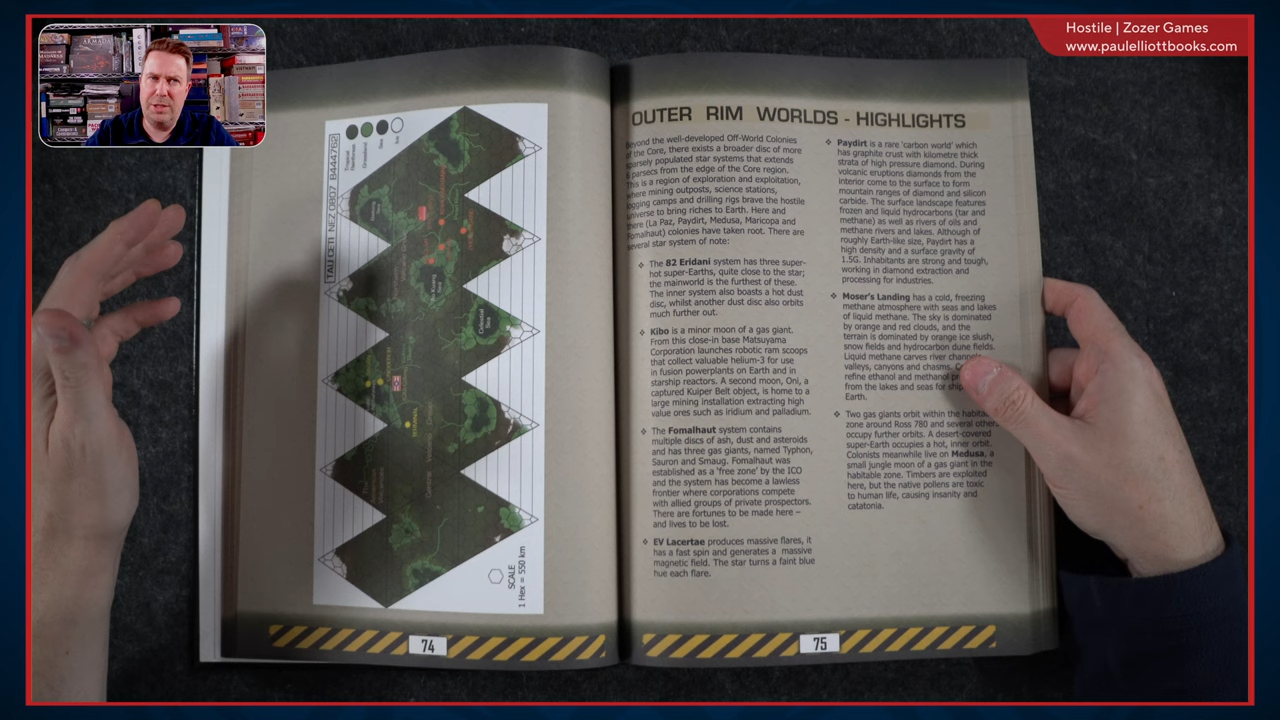 Hostile | Zozer Games
www.paulelliottbooks.com
TAU CETI NEZ 0807 B444762
SCALE
1 Hex = 550 km
74
OUTER RIM WORLDS - HIGHLIGHTS
Beyond the well-developed Off-World Colonies
of the Core, there exists a broader disc of more
sparsely populated star systems that extends
6 parsecs from the edge of the Core region.
This is a region of exploration and exploitation,
where mining outposts, science stations,
logging camps and drilling rigs brave the hostile
universe to bring riches to Earth. Here and
there (La Paz, Paydirt, Medusa, Maricopa and
Fomalhaut) colonies have taken root. There are
several star system of note:
❖ The 82 Eridani system has three super-
hot super-Earths, quite close to the star;
the mainworld is the furthest of these.
The inner system also boasts a hot dust
disc, whilst another dust disc also orbits
much further out.
❖ Kibo is a minor moon of a gas giant.
From this close-in base Matsuyama
Corporation launches robotic ram scoops
that collect valuable helium-3 for use
in fusion powerplants on Earth and in
starship reactors. A second moon, Oni, a
captured Kuiper Belt object, is home to a
large mining installation extracting high
value ores such as iridium and palladium.
❖ The Fomalhaut system contains
multiple discs of ash, dust and asteroids
and has three gas giants, named Typhon,
Sauron and Smaug. Fomalhaut was
established as a 'free zone' by the ICO
and the system has become a lawless
frontier where corporations compete
with allied groups of private prospectors.
There are fortunes to be made here –
and lives to be lost.
❖ EV Lacertae produces massive flares, it
has a fast spin and generates a massive
magnetic field. The star turns a faint blue
hue each flare.
❖ Paydirt is a rare 'carbon world' which
has graphite crust with kilometre thick
strata of high pressure diamond. During
volcanic eruptions diamonds from the
interior come to the surface to form
mountain ranges of diamond and silicon
carbide. The surface landscape features
frozen and liquid hydrocarbons (tar and
methane) as well as rivers of oils and
methane rivers and lakes. Although of
roughly Earth-like size, Paydirt has a
high density and a surface gravity of
1.5G. Inhabitants are strong and tough,
working in diamond extraction and
processing for industries.
❖ Moser's Landing has a cold, freezing
methane atmosphere with seas and lakes
of liquid methane. The sky is dominated
by orange and red clouds, and the
terrain is dominated by orange ice slush,
snow fields and hydrocarbon dune fields.
Liquid methane carves river channels,
valleys, canyons and chasms.
refine ethanol and methanol
from the lakes and seas for
Earth.
❖ Two gas giants orbit within the
zone around Ross 780 and several others
occupy further orbits. A desert-covered
super-Earth occupies a hot, inner orbit.
Colonists meanwhile live on Medusa, a
small jungle moon of a gas giant in the
habitable zone. Timbers are exploited
here, but the native pollens are toxic
to human life, causing insanity and
catatonia.
75